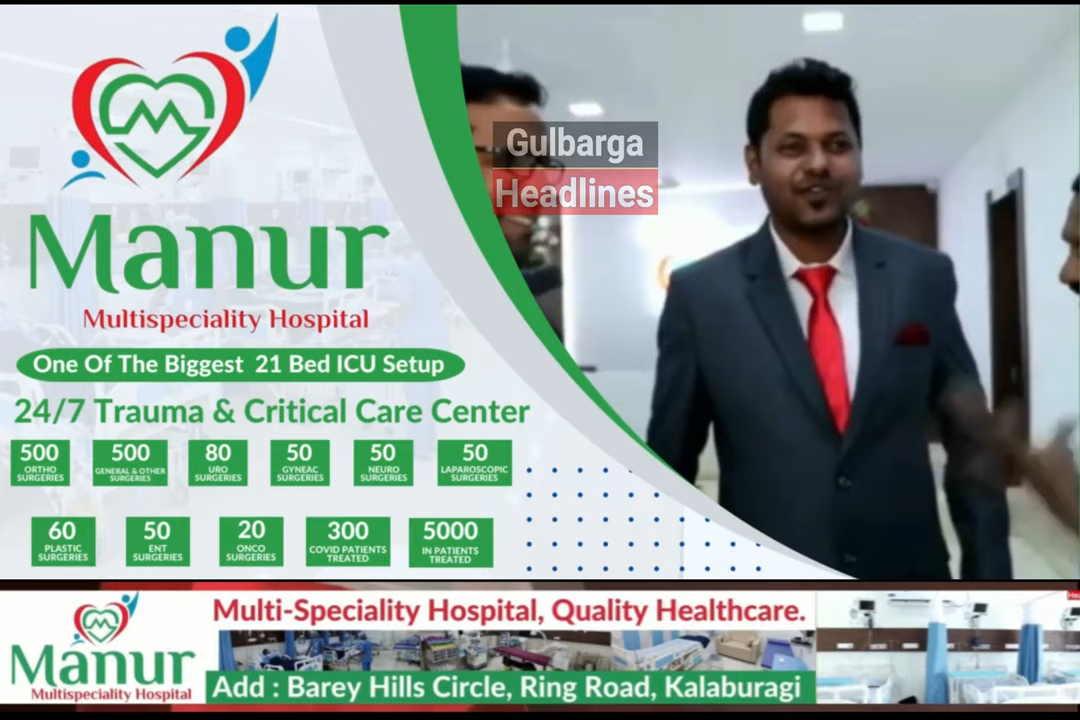 Manur
Multispeciality Hospital
One Of The Biggest 21 Bed ICU Setup
24/7 Trauma & Critical Care Center
500
ORTHO
SURGERIES
500
GENERAL & OTHER
SURGERIES
80
URO
SURGERIES
50
GYNEAC
SURGERIES
50
NEURO
SURGERIES
50
LAPAROSCOPIC
SURGERIES
60
PLASTIC
SURGERIES
50
ENT
SURGERIES
20
ONCO
SURGERIES
300
COVID PATIENTS
TREATED
5000
IN PATIENTS
TREATED
Gulbarga
Headlines
Manur
Multispeciality Hospital
Multi-Speciality Hospital, Quality Healthcare.
Add : Barey Hills Circle, Ring Road, Kalaburagi